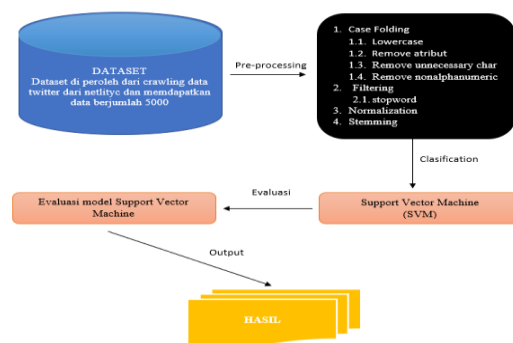 DATASET
Dataset di peroleh dari crawling data
twitter dari netlityc dan memdapatkan
data berjumlah 5000
Pre-processing
1. Case Folding
1.1. Lowercase
1.2. Remove atribut
1.3. Remove unnecessary char
1.4. Remove nonalphanumeric
2. Filtering
2.1. stopword
3. Normalization
4. Stemming
Clasification
Support Vector Machine
(SVM)
Evaluasi
Evaluasi model Support Vector
Machine
Output
HASIL